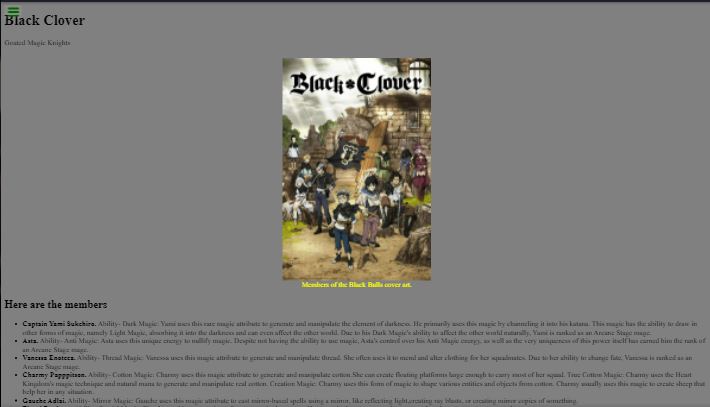 Black Clover
Goated Magic Knights
Black Clover
Members of the Black Bulls cover art.
Here are the members
Captain Yami Sukehiro. Ability- Dark Magic: Yami uses this rare magic attribute to generate and manipulate the element of darkness. He primarily uses this magic by channeling it into his katana. This magic has the ability to draw in
other forms of magic, namely Light Magic, absorbing it into the darkness and can even affect the other world. Due to his Dark Magic's ability to affect the other world naturally, Yami is ranked as an Arcane Stage mage.
Asta. Ability- Anti Magic: Asta uses this unique energy to nullify magic. Despite not having the ability to use magic, Asta's control over his Anti Magic energy, as well as the very uniqueness of this power itself has earned him the rank of
an Arcane Stage mage.
Vanessa Enoteca. Ability- Thread Magic: Vanessa uses this magic attribute to generate and manipulate thread. She often uses it to mend and alter clothing for her squadmates. Due to her ability to change fate, Vanessa is ranked as an
Arcane Stage mage.
Charmy Pappitson. Ability- Cotton Magic: Charmy uses this magic attribute to generate and manipulate cotton.She can create floating platforms large enough to carry most of her squad. True Cotton Magic: Charmy uses the Heart
Kingdom's magic technique and natural mana to generate and manipulate real cotton. Creation Magic: Charmy uses this form of magic to shape various entities and objects from cotton. Charmy usually uses this magic to create sheep that
help her in any situation.
Gauche Adlai. Ability- Mirror Magic: Gauche uses this magic attribute to cast mirror-based spells using a mirror, like reflecting light,creating ray blasts, or creating mirror copies of something.